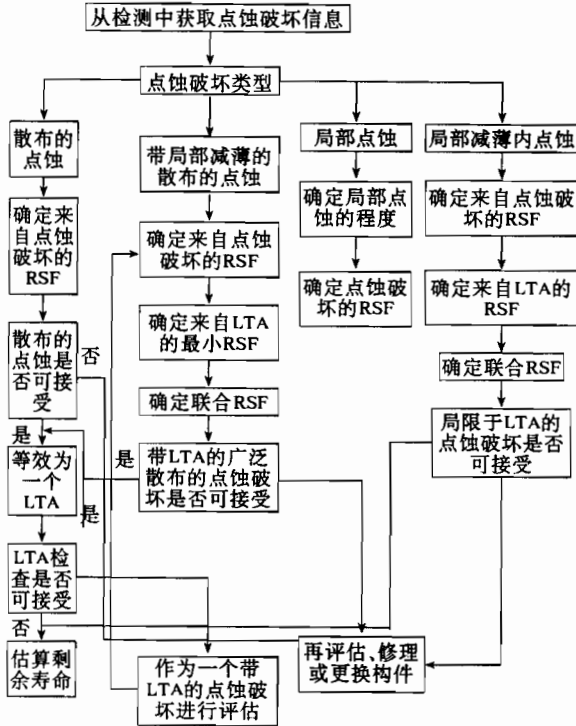 从检测中获取点蚀破坏信息
点蚀破坏类型
散布的
点蚀
确定来
自点蚀
破坏的
RSF
散布的
点蚀是
否可接
受
否
是
等效为
一个
LTA
是
LTA检
查是否
可接受
否
估算剩
余寿命
带局部减薄的
散布的点蚀
确定来自点蚀
破坏的RSF
确定来自LTA
的最小RSF
确定联合RSF
是
带LTA的广泛
散布的点蚀破
坏是否可接受
作为一个带
LTA的点蚀破
坏进行评估
局部点蚀
确定局部点
蚀的程度
确定点蚀破
坏的RSF
局部减薄内点蚀
确定来自点蚀破
坏的RSF
确定来自LTA的
RSF
确定联合RSF
局限于LTA的
点蚀破坏是否
可接受
再评估、修理
或更换构件